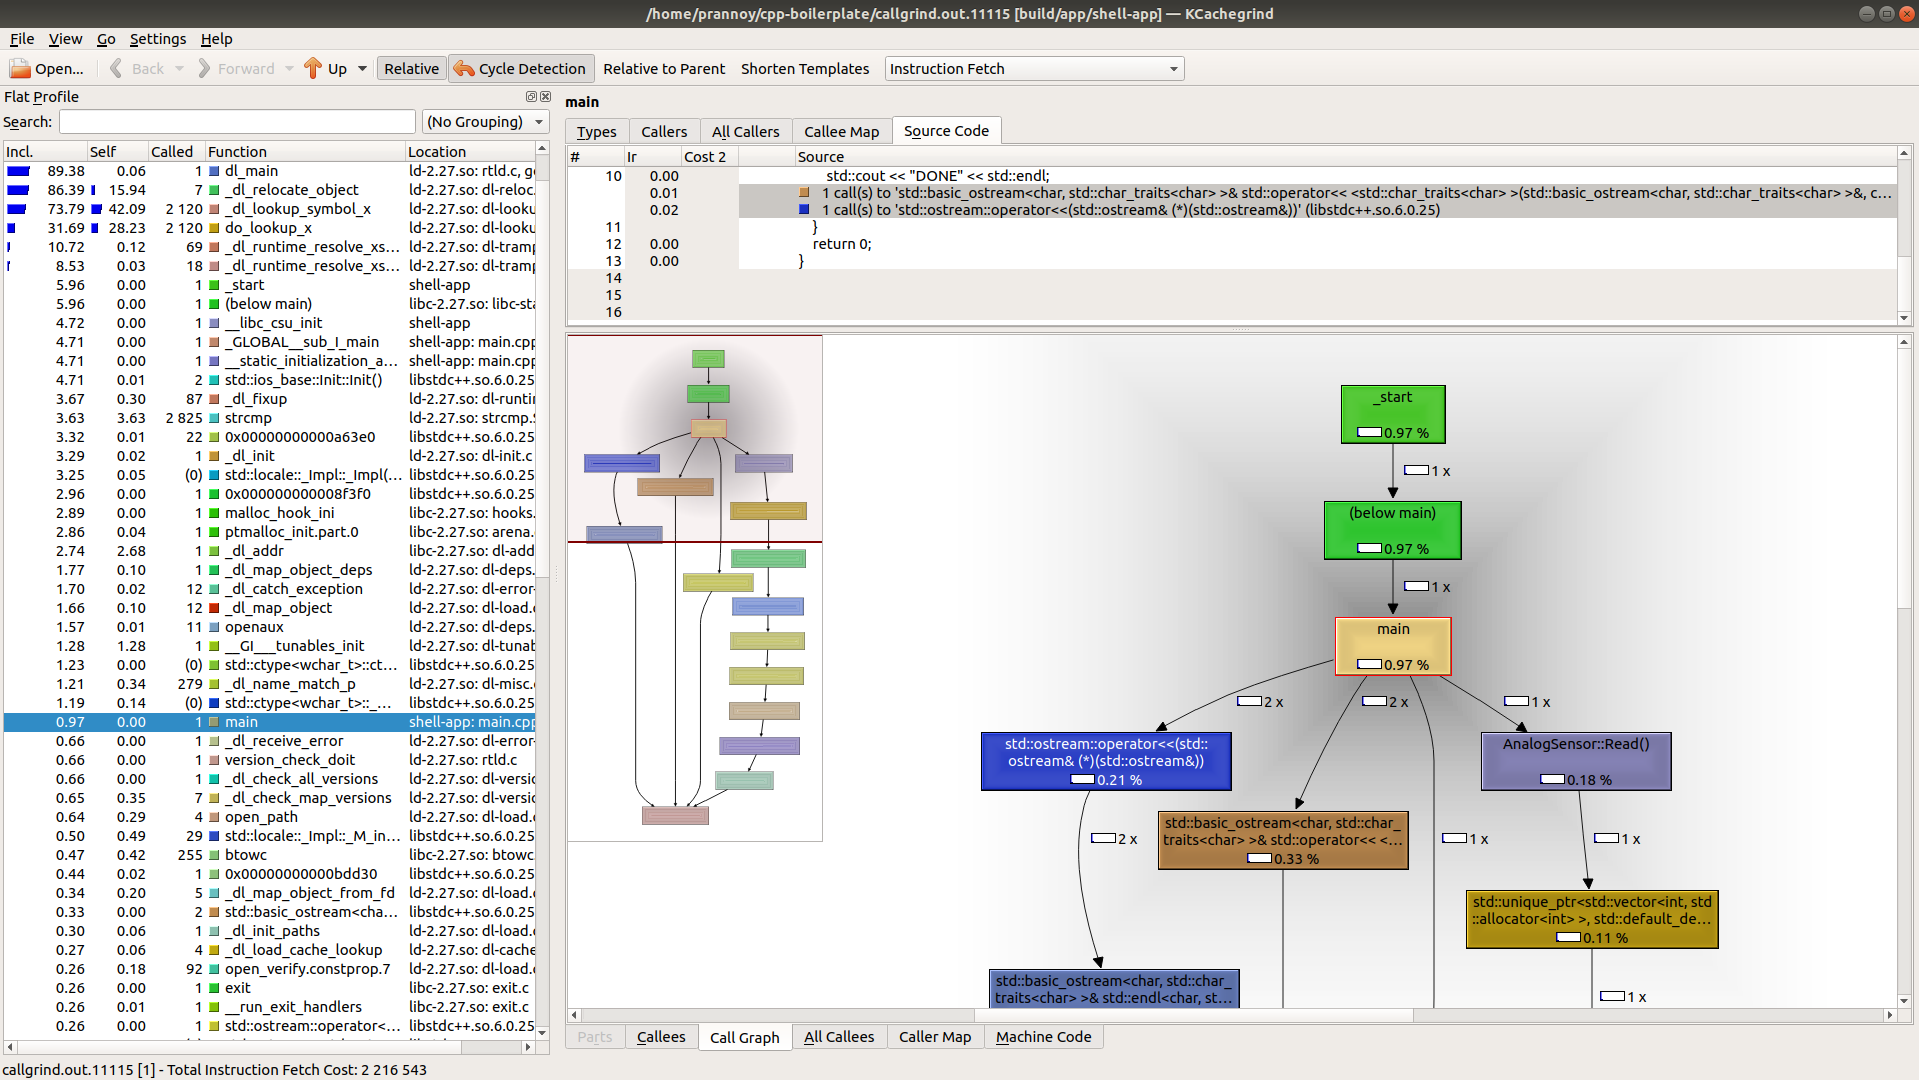 /home/prannoy/cpp-boilerplate/callgrind.out.11115 [build/app/shell-app] — KCachegrind
File View Go Settings Help
Open... Back Forward Up Relative Cycle Detection Relative to Parent Shorten Templates Instruction Fetch
Flat Profile
Search: (No Grouping)
Incl. Self Called Function Location
89.38 0.06 1 dl_main ld-2.27.so: rtld.c, ge
86.39 15.94 7 _dl_relocate_object ld-2.27.so: dl-reloc.
73.79 42.09 2 120 _dl_lookup_symbol_x ld-2.27.so: dl-looku
31.69 28.23 2 120 do_lookup_x ld-2.27.so: dl-looku
10.72 0.12 69 _dl_runtime_resolve_xs... ld-2.27.so: dl-tramp
8.53 0.03 18 _dl_runtime_resolve_xs... ld-2.27.so: dl-tramp
5.96 0.00 1 _start shell-app
5.96 0.00 1 (below main) libc-2.27.so: libc-sta
4.72 0.00 1 __libc_csu_init shell-app
4.71 0.00 1 _GLOBAL__sub_I_main shell-app: main.cpp
4.71 0.00 1 __static_initialization_a... shell-app: main.cpp
4.71 0.01 2 std::ios_base::Init::Init() libstdc++.so.6.0.25
3.67 0.30 87 _dl_fixup ld-2.27.so: dl-runti
3.63 3.63 2 825 strcmp ld-2.27.so: strcmp.S
3.32 0.01 22 0x00000000000a63e0 libstdc++.so.6.0.25
3.29 0.02 1 _dl_init ld-2.27.so: dl-init.c
3.25 0.05 (0) std::locale::_Impl::_Impl(... libstdc++.so.6.0.25
2.96 0.00 1 0x000000000008f3f0 libstdc++.so.6.0.25
2.89 0.00 1 malloc_hook_ini libc-2.27.so: hooks.
2.86 0.04 1 ptmalloc_init.part.0 libc-2.27.so: arena.
2.74 2.68 1 _dl_addr libc-2.27.so: dl-add
1.77 0.10 1 _dl_map_object_deps ld-2.27.so: dl-deps.
1.70 0.02 12 _dl_catch_exception ld-2.27.so: dl-error-
1.66 0.10 12 _dl_map_object ld-2.27.so: dl-load.c
1.57 0.01 11 openaux ld-2.27.so: dl-deps.
1.28 1.28 1 __GI___tunables_init ld-2.27.so: dl-tunab
1.23 0.00 (0) std::ctype<wchar_t>::ct... libstdc++.so.6.0.25
1.21 0.34 279 _dl_name_match_p ld-2.27.so: dl-misc.c
1.19 0.14 (0) std::ctype<wchar_t>::_... libstdc++.so.6.0.25
0.97 0.00 1 main shell-app: main.cpp
0.66 0.00 1 _dl_receive_error ld-2.27.so: dl-error-
0.66 0.00 1 version_check_doit ld-2.27.so: rtld.c
0.66 0.00 1 _dl_check_all_versions ld-2.27.so: dl-versic
0.65 0.35 7 _dl_check_map_versions ld-2.27.so: dl-versic
0.64 0.29 4 open_path ld-2.27.so: dl-load.c
0.50 0.49 29 std::locale::_Impl::_M_in... libstdc++.so.6.0.25
0.47 0.42 255 btowc libc-2.27.so: btowc.
0.44 0.02 1 0x00000000000bdd30 libstdc++.so.6.0.25
0.34 0.20 5 _dl_map_object_from_fd ld-2.27.so: dl-load.c
0.33 0.00 2 std::basic_ostream<cha... libstdc++.so.6.0.25
0.30 0.06 1 _dl_init_paths ld-2.27.so: dl-load.c
0.27 0.06 4 _dl_load_cache_lookup ld-2.27.so: dl-cache
0.26 0.18 92 open_verify.constprop.7 ld-2.27.so: dl-load.c
0.26 0.00 1 exit libc-2.27.so: exit.c
0.26 0.01 1 __run_exit_handlers libc-2.27.so: exit.c
0.26 0.00 1 std::ostream::operator<... libstdc++.so.6.0.25
main
Types Callers All Callers Callee Map Source Code
# Ir Cost 2 Source
10 0.00 std::cout << "DONE" << std::endl;
0.01 1 call(s) to 'std::basic_ostream<char, std::char_traits<char> >& std::operator<< <std::char_traits<char> >(std::basic_ostream<char, std::char_traits<char> >&, c...
0.02 1 call(s) to 'std::ostream::operator<<(std::ostream& (*)(std::ostream&))' (libstdc++.so.6.0.25)
11 }
12 0.00 return 0;
13 0.00 }
14
15
16
_start
0.97 %
1 x
(below main)
0.97 %
1 x
main
0.97 %
2 x 2 x 1 x
std::ostream::operator<<(std::
ostream& (*)(std::ostream&))
0.21 %
AnalogSensor::Read()
0.18 %
std::basic_ostream<char, std::char_
traits<char> >& std::operator<< <...
0.33 %
2 x 1 x 1 x
std::unique_ptr<std::vector<int, std
::allocator<int> >, std::default_de...
0.11 %
std::basic_ostream<char, std::char_
traits<char> >& std::endl<char, st...
1 x
Parts Callees Call Graph All Callees Caller Map Machine Code
callgrind.out.11115 [1] - Total Instruction Fetch Cost: 2 216 543